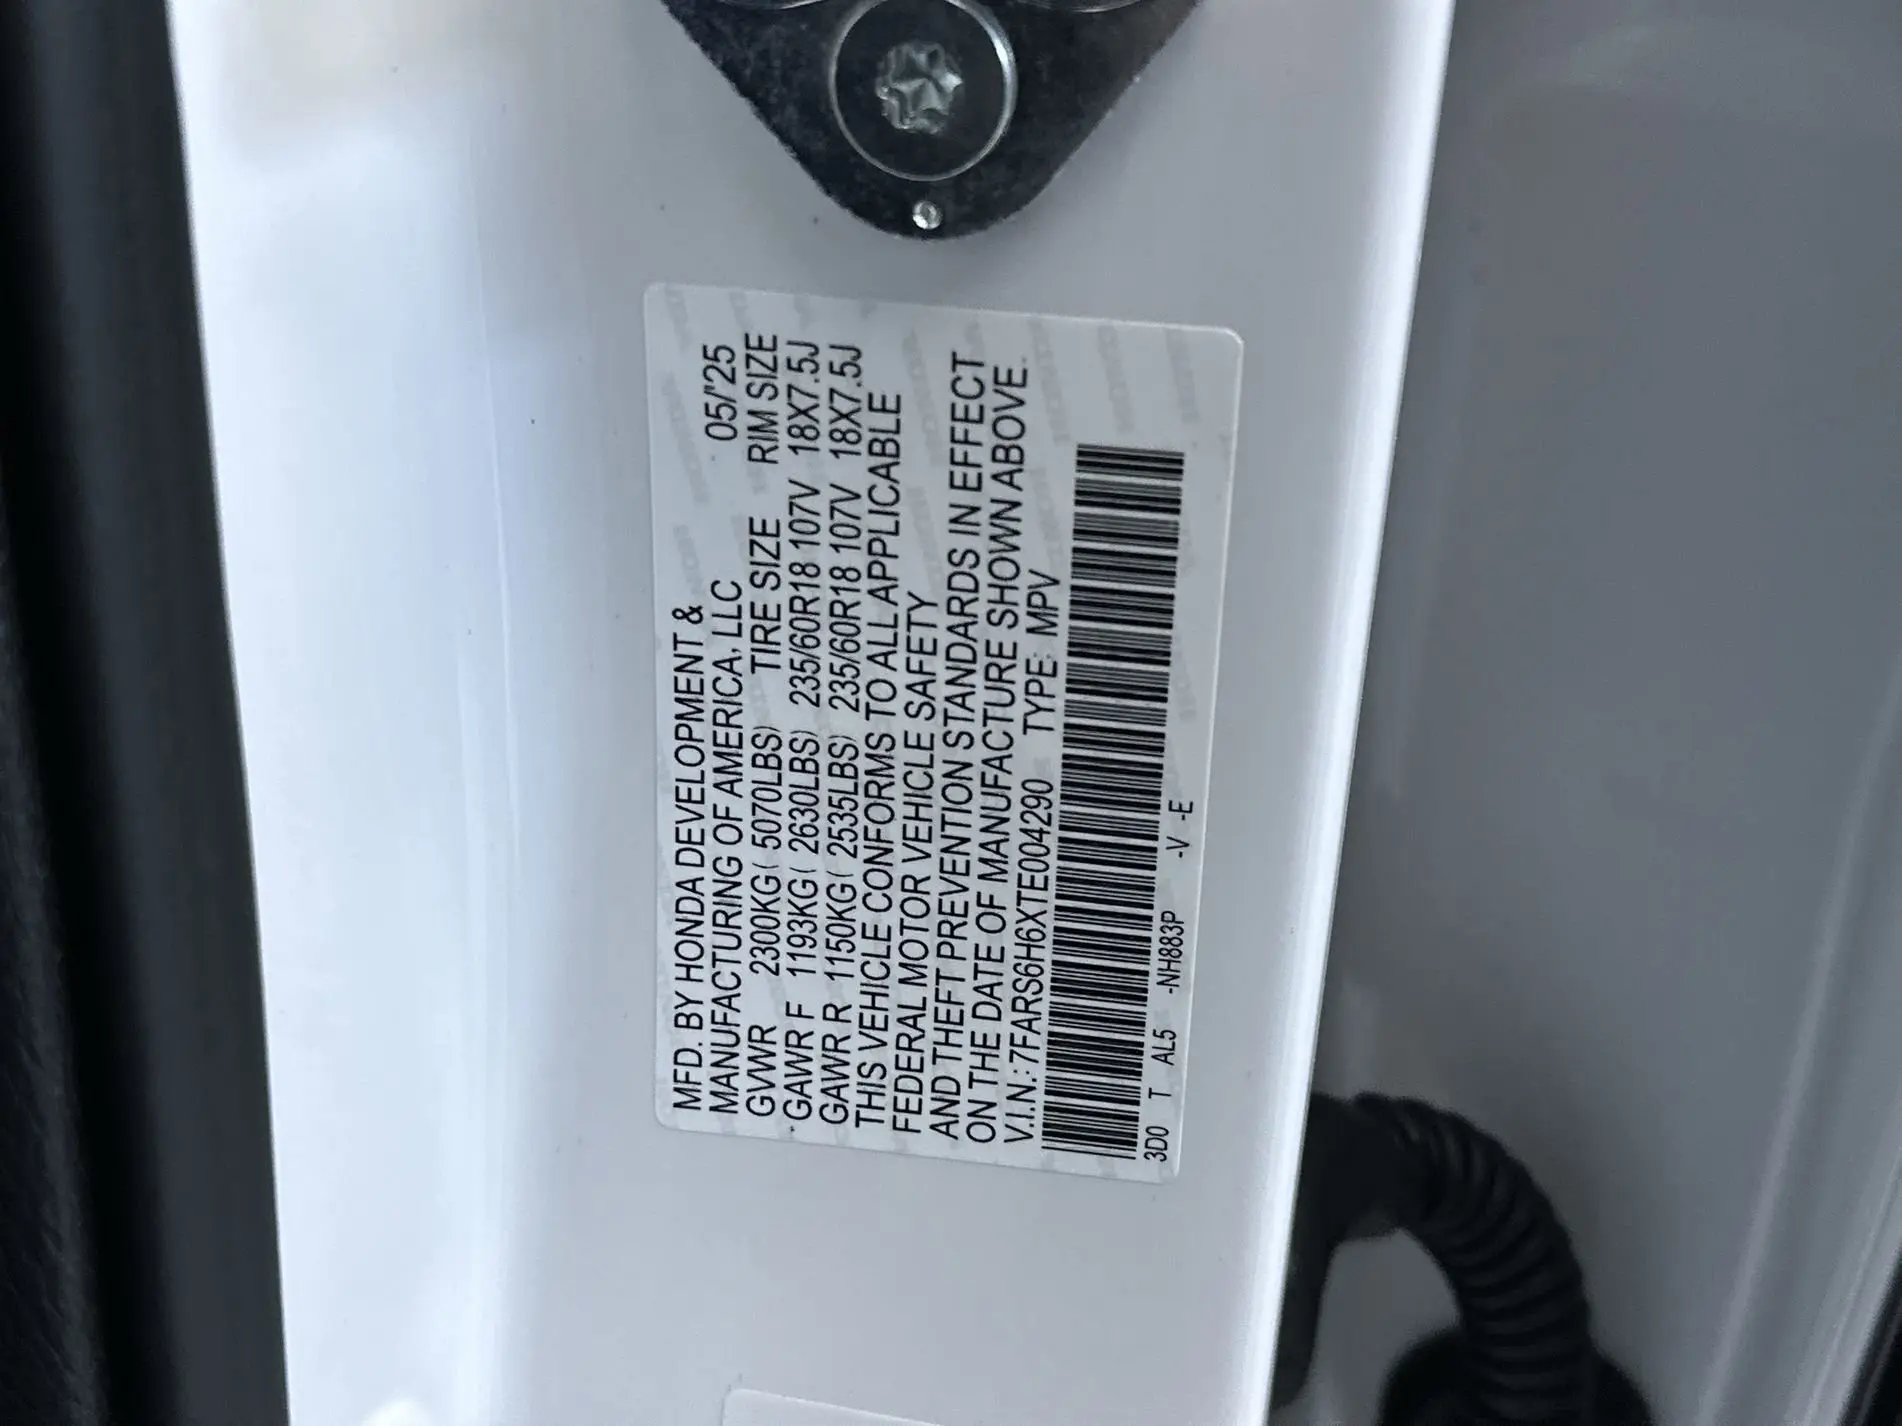 MFD. BY HONDA DEVELOPMENT &
MANUFACTURING OF AMERICA, LLC 05/'25
GVWR 2300KG( 5070LBS) TIRE SIZE RIM SIZE
GAWR F 1193KG( 2630LBS) 235/60R18 107V 18X7.5J
GAWR R 1150KG( 2535LBS) 235/60R18 107V 18X7.5J
THIS VEHICLE CONFORMS TO ALL APPLICABLE
FEDERAL MOTOR VEHICLE SAFETY
AND THEFT PREVENTION STANDARDS IN EFFECT
ON THE DATE OF MANUFACTURE SHOWN ABOVE.
V.I.N.: 7FARS6H6XTE004290 TYPE: MPV
3D0 T AL5 -NH883P -V -E